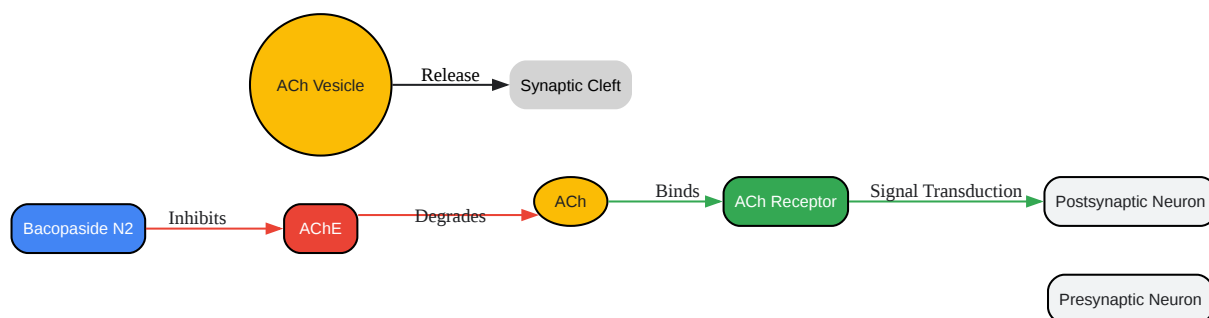 ACh Vesicle
Release
Synaptic Cleft
Bacopaside N2
Inhibits
AChE
Degrades
ACh
Binds
ACh Receptor
Signal Transduction
Postsynaptic Neuron
Presynaptic Neuron